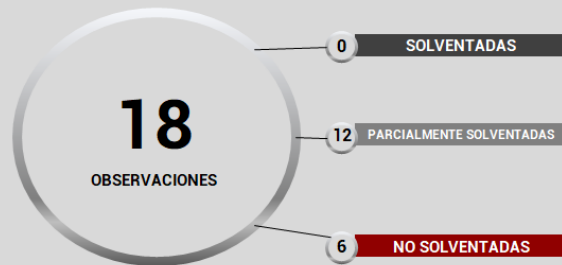 18
OBSERVACIONES
0 SOLVENTADAS
12 PARCIALMENTE SOLVENTADAS
6 NO SOLVENTADAS